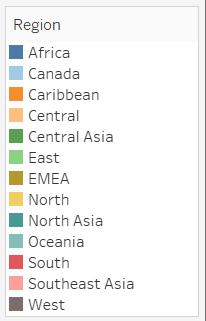 Region
Africa
Canada
Caribbean
Central
Central Asia
East
EMEA
North
North Asia
Oceania
South
Southeast Asia
West